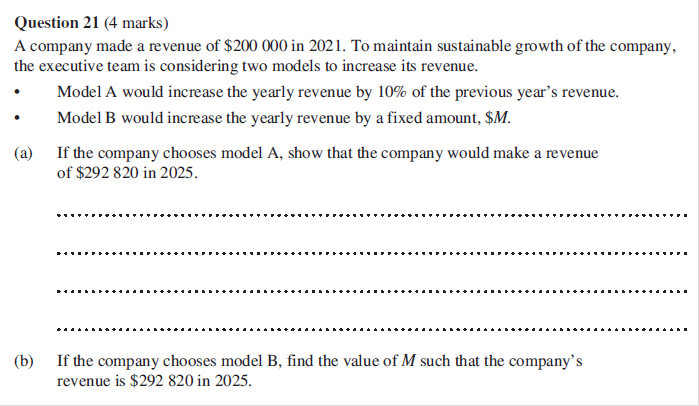 Question 21 (4 marks)
A company made a revenue of $200 000 in 2021. To maintain sustainable growth of the company,
the executive team is considering two models to increase its revenue.
• Model A would increase the yearly revenue by 10% of the previous year's revenue.
• Model B would increase the yearly revenue by a fixed amount, $M.
(a) If the company chooses model A, show that the company would make a revenue
of $292 820 in 2025.
(b) If the company chooses model B, find the value of M such that the company's
revenue is $292 820 in 2025.